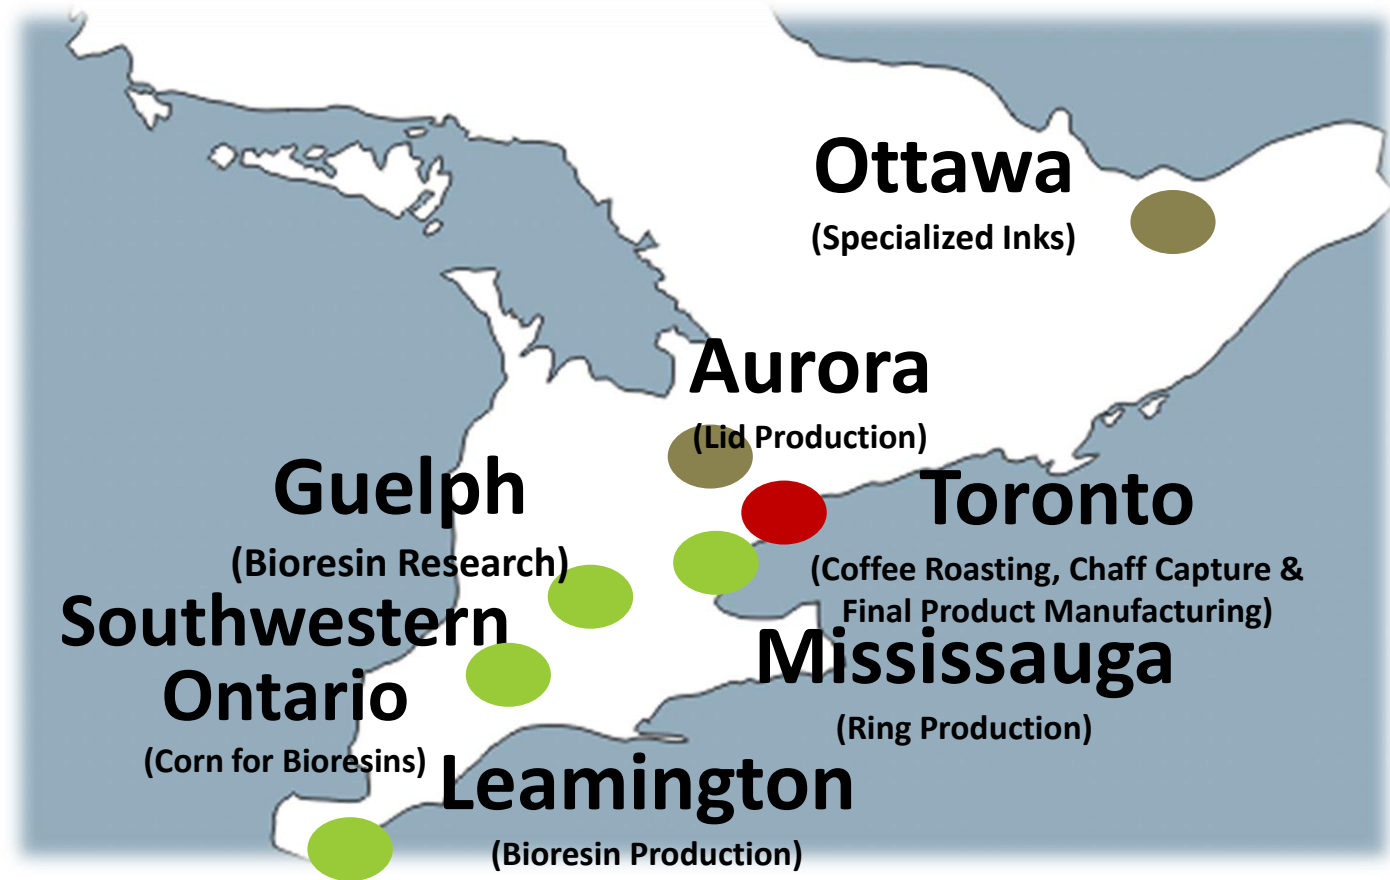 Ottawa
(Specialized Inks)
Aurora
(Lid Production)
Guelph
(Bioresin Research)
Toronto
(Coffee Roasting, Chaff Capture &
Final Product Manufacturing)
Southwestern
Ontario
(Corn for Bioresins)
Mississauga
(Ring Production)
Leamington
(Bioresin Production)